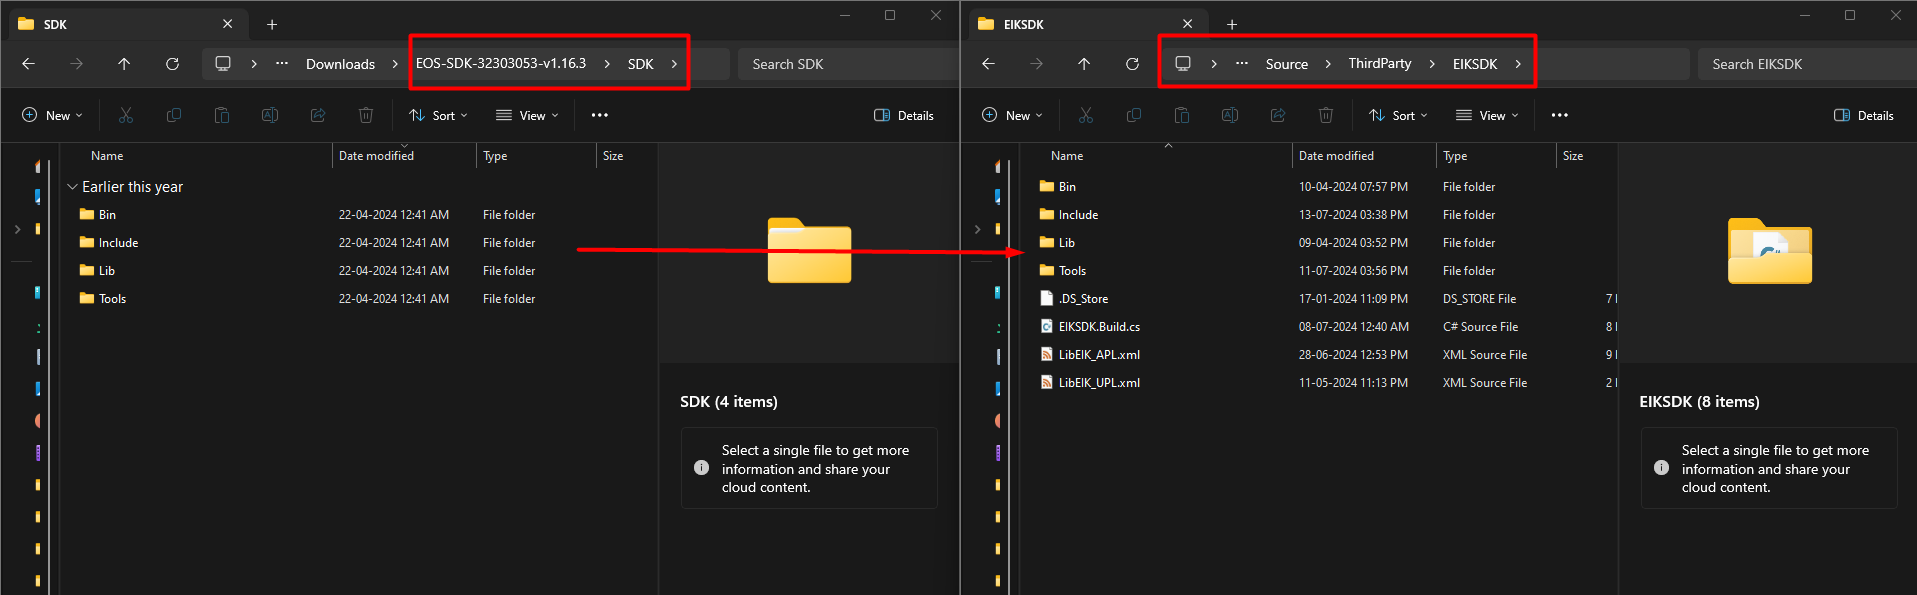 SDK
Downloads EOS-SDK-32303053-v1.16.3 SDK Search SDK
New Sort View Details
Name Date modified Type Size
Earlier this year
Bin 22-04-2024 12:41 AM File folder
Include 22-04-2024 12:41 AM File folder
Lib 22-04-2024 12:41 AM File folder
Tools 22-04-2024 12:41 AM File folder
SDK (4 items)
Select a single file to get more
information and share your
cloud content.
EIKSDK
Source ThirdParty EIKSDK Search EIKSDK
New Sort View Details
Name Date modified Type Size
Bin 10-04-2024 07:57 PM File folder
Include 13-07-2024 03:38 PM File folder
Lib 09-04-2024 03:52 PM File folder
Tools 11-07-2024 03:56 PM File folder
.DS_Store 17-01-2024 11:09 PM DS_STORE File 7
EIKSDK.Build.cs 08-07-2024 12:40 AM C# Source File 8
LibEIK_APL.xml 28-06-2024 12:53 PM XML Source File 9
LibEIK_UPL.xml 11-05-2024 11:13 PM XML Source File 2
EIKSDK (8 items)
Select a single file to get more
information and share your
cloud content.